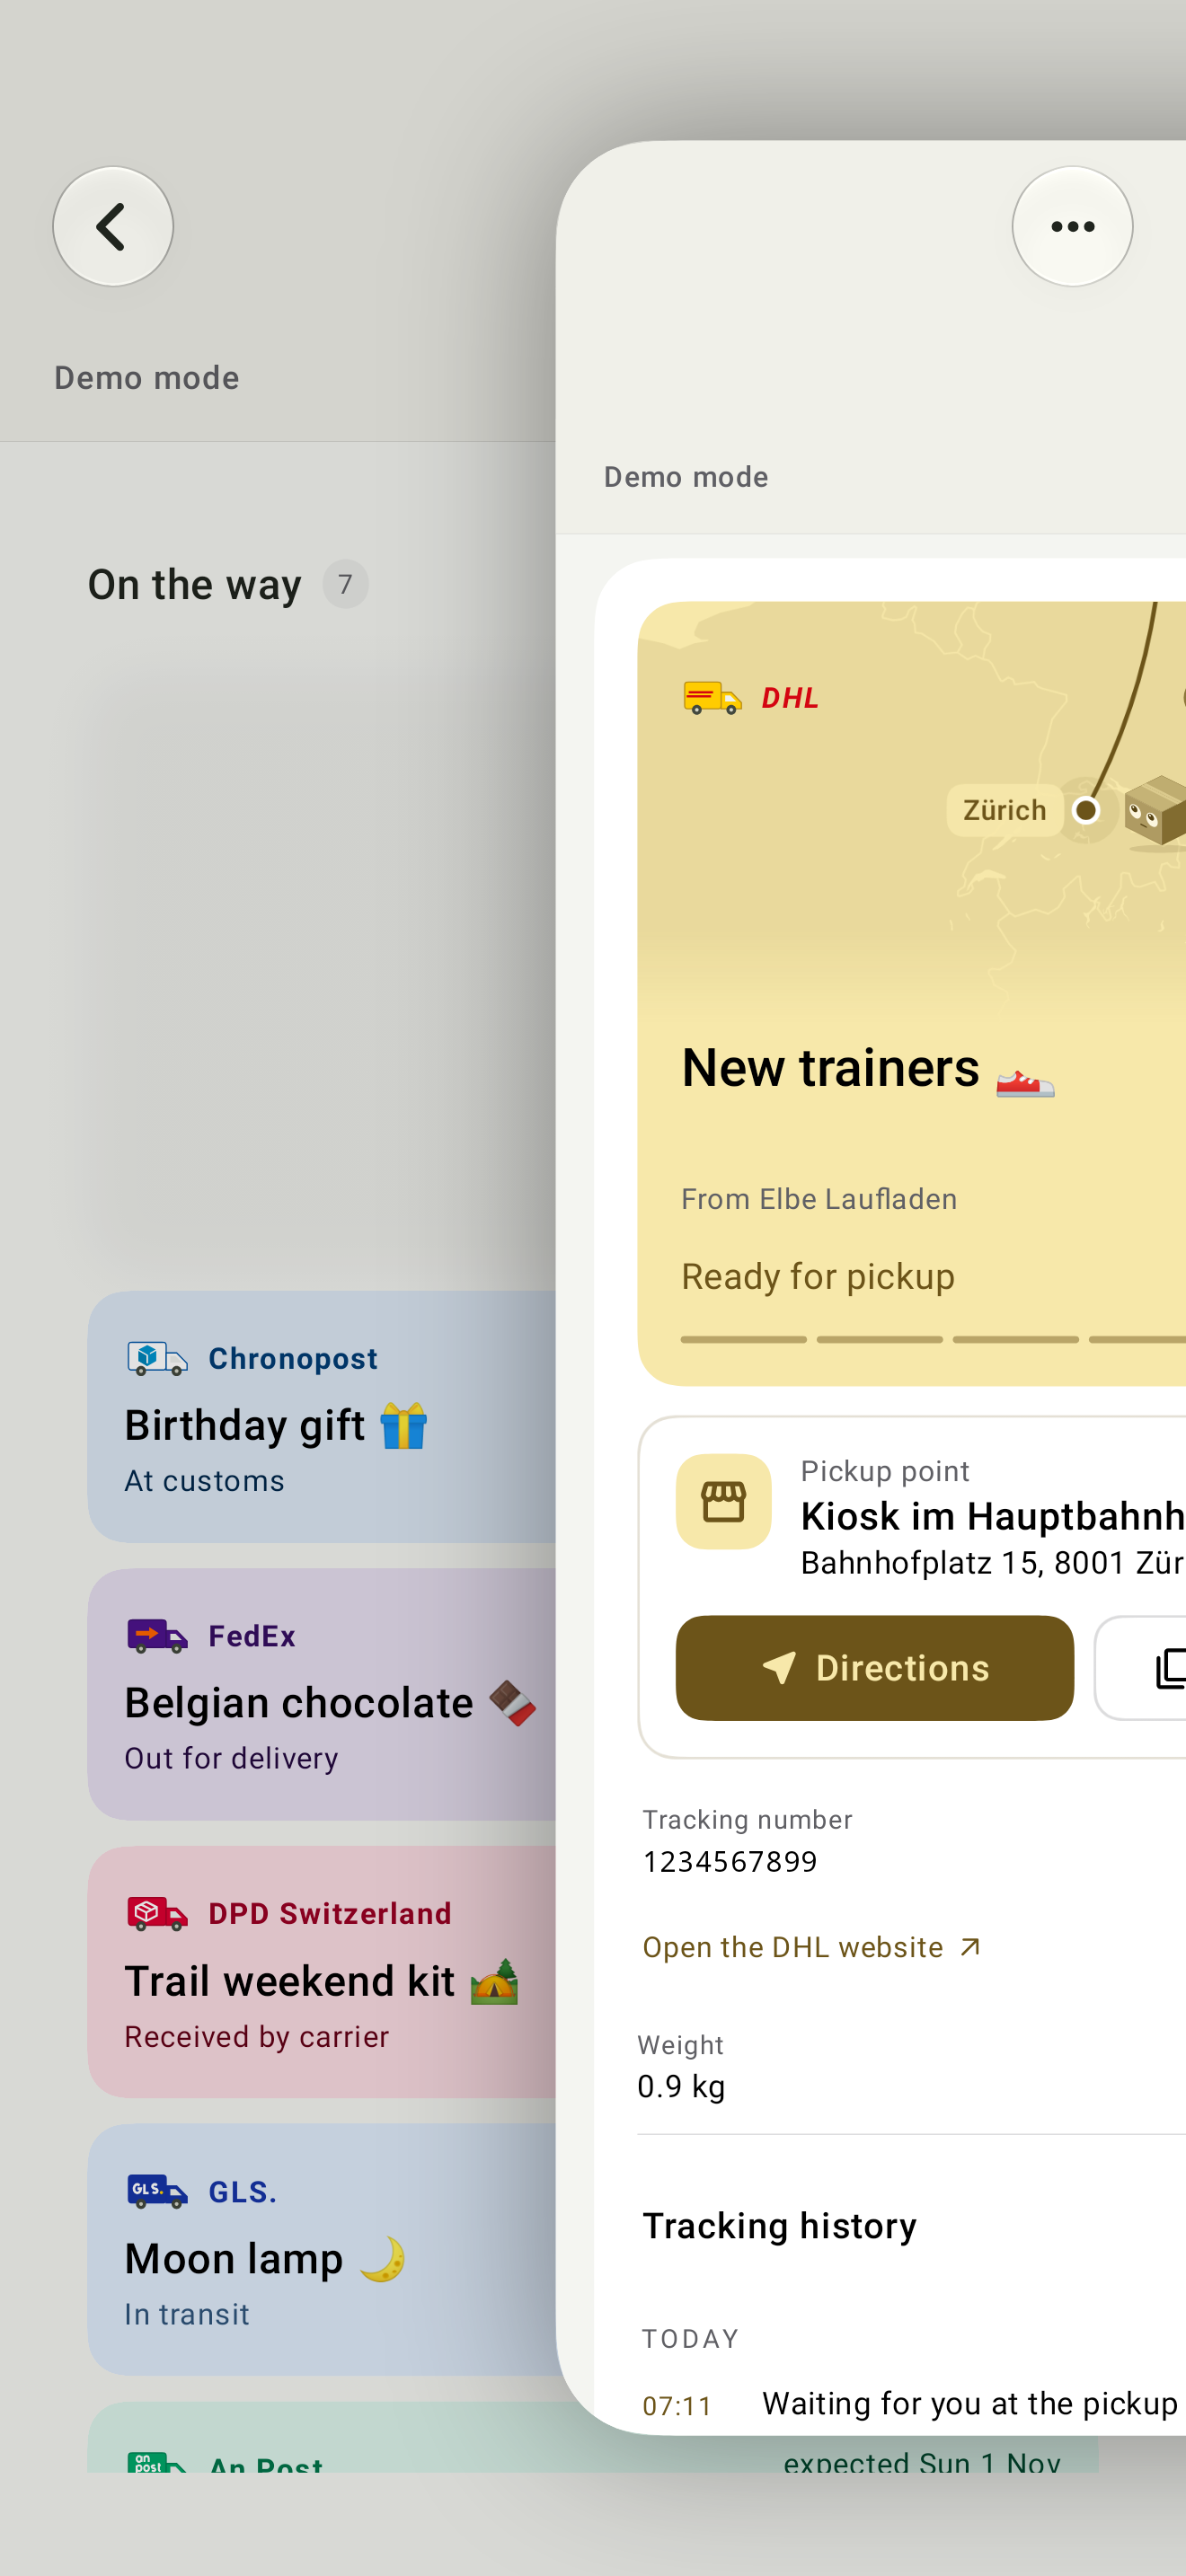 Demo mode
On the way 7
Chronopost
Birthday gift 🎁
At customs
FedEx
Belgian chocolate 🍫
Out for delivery
DPD Switzerland
Trail weekend kit 🏕️
Received by carrier
GLS.
GLS.
Moon lamp 🌙
In transit
an
post
An Post
expected Sun 1 Nov
Demo mode
DHL
Zürich
New trainers 👟
From Elbe Laufladen
Ready for pickup
Pickup point
Kiosk im Hauptbahnh
Bahnhofplatz 15, 8001 Zür
Directions
Tracking number
1234567899
Open the DHL website
Weight
0.9 kg
Tracking history
TODAY
07:11 Waiting for you at the pickup